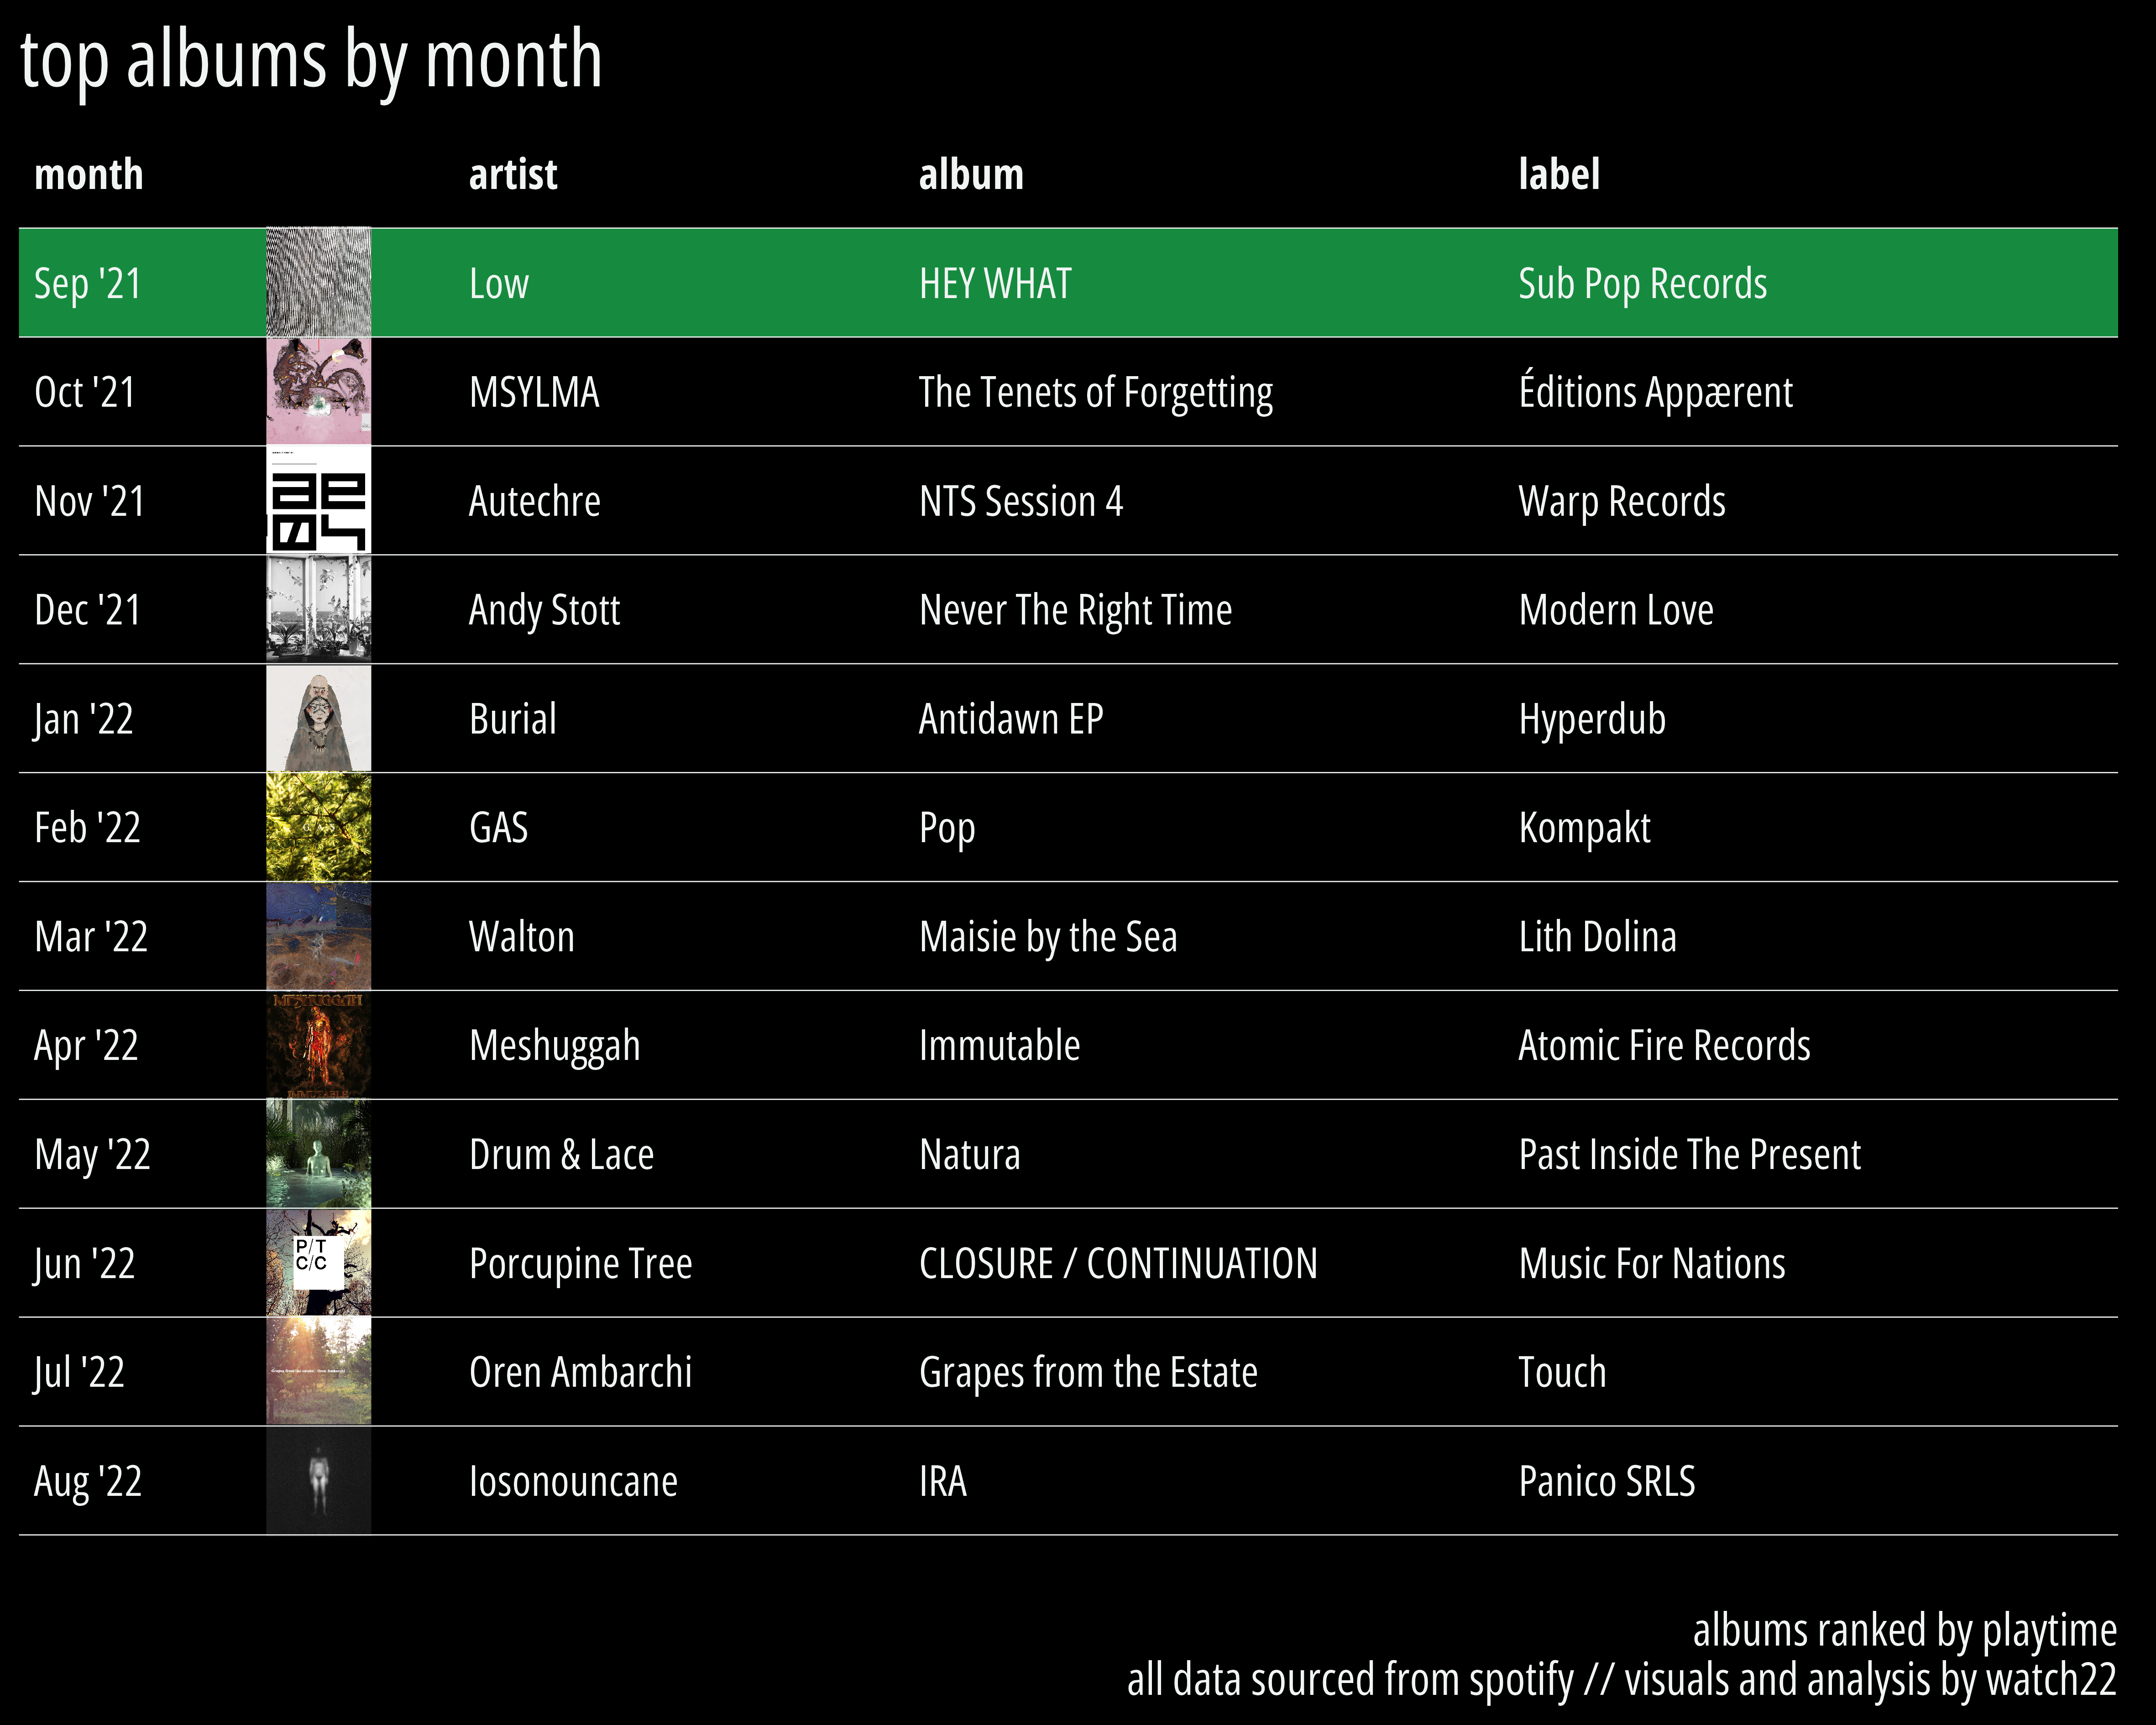 top albums by month
month artist album label
Sep '21 Low HEY WHAT Sub Pop Records
Oct '21 MSYLMA The Tenets of Forgetting Éditions Appærent
Nov '21 Autechre NTS Session 4 Warp Records
Dec '21 Andy Stott Never The Right Time Modern Love
Jan '22 Burial Antidawn EP Hyperdub
Feb '22 GAS Pop Kompakt
Mar '22 Walton Maisie by the Sea Lith Dolina
MESHUGGAH
Apr '22 Meshuggah Immutable Atomic Fire Records
IMMUTABLE
May '22 Drum & Lace Natura Past Inside The Present
P/T
C/C
Jun '22 Porcupine Tree CLOSURE / CONTINUATION Music For Nations
Jul '22 Oren Ambarchi Grapes from the Estate Touch
Aug '22 Iosonouncane IRA Panico SRLS
albums ranked by playtime
all data sourced from spotify // visuals and analysis by watch22